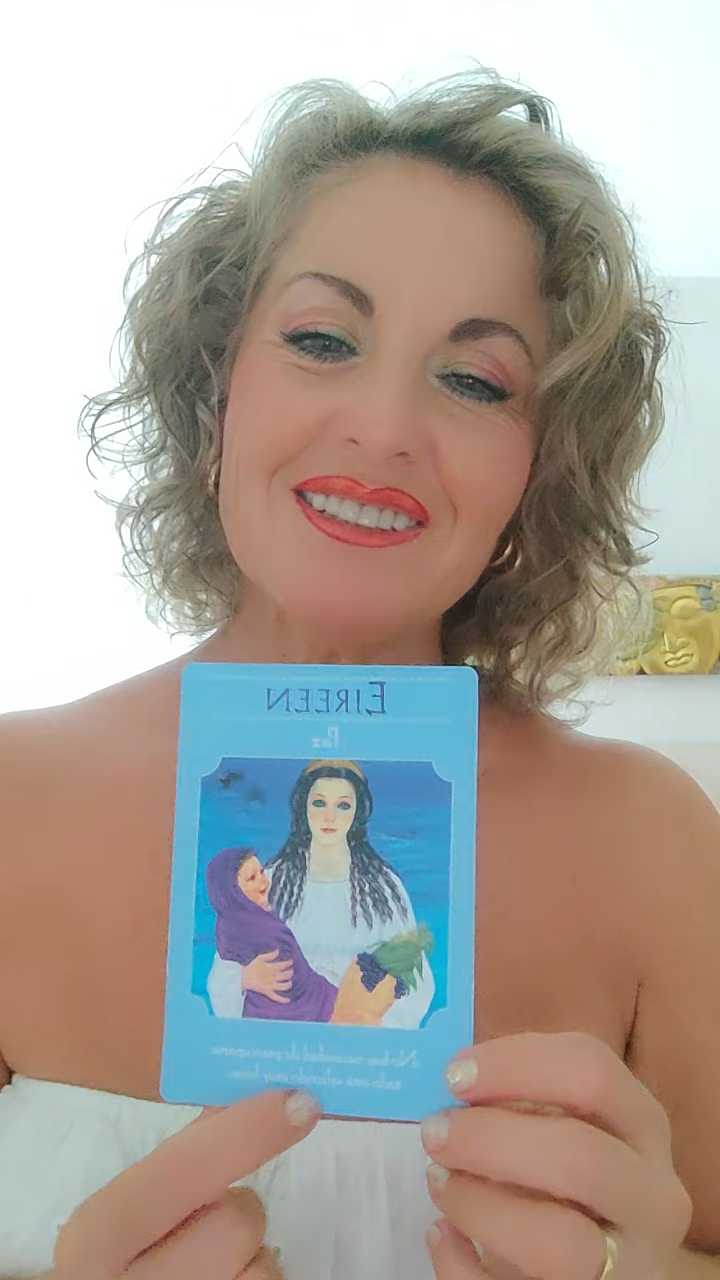 EIREEN
Paz
No hay necesidad de preocuparse
todo está saliendo muy bien